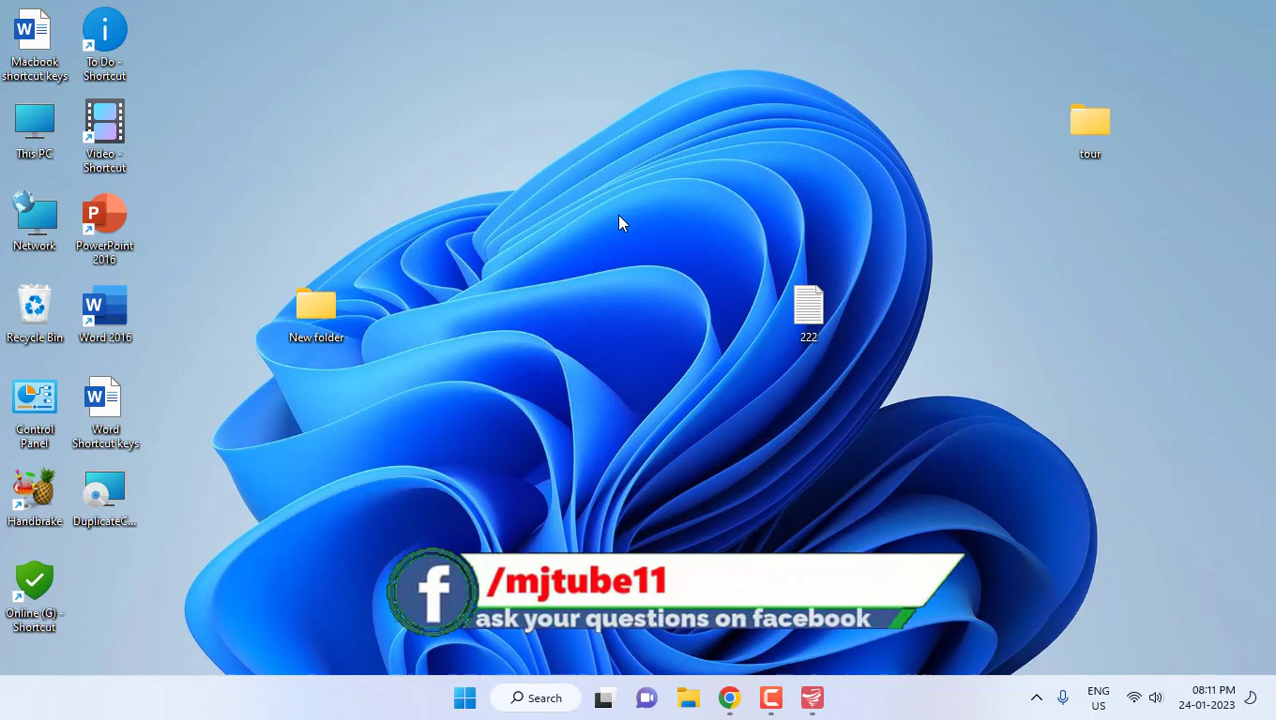 Macbook
shortcut keys
To Do -
Shortcut
This PC
Video -
Shortcut
tour
Network
PowerPoint
2016
Recycle Bin
Word 2016
New folder
222
Control
Panel
Word
Shortcut keys
Handbrake
DuplicateC...
Online (G) -
Shortcut
/mjtube11
ask your questions on facebook
Search
ENG
US
08:11 PM
24-01-2023